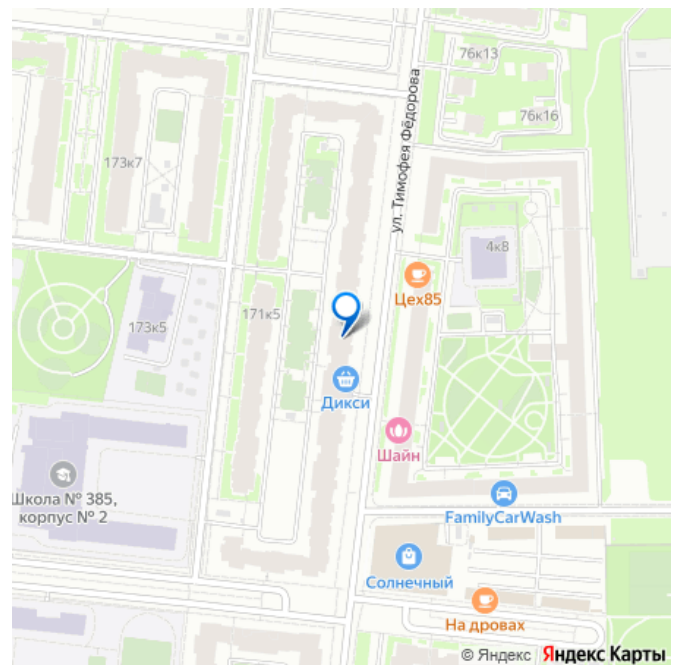 76к13
76к16
ул. Тимофея Фёдорова
173к7
4к8
Цех85
173к5
171к5
Дикси
Шайн
Школа № 385,
корпус № 2
FamilyCarWash
Солнечный
На дровах
© Яндекс Яндекс Карты